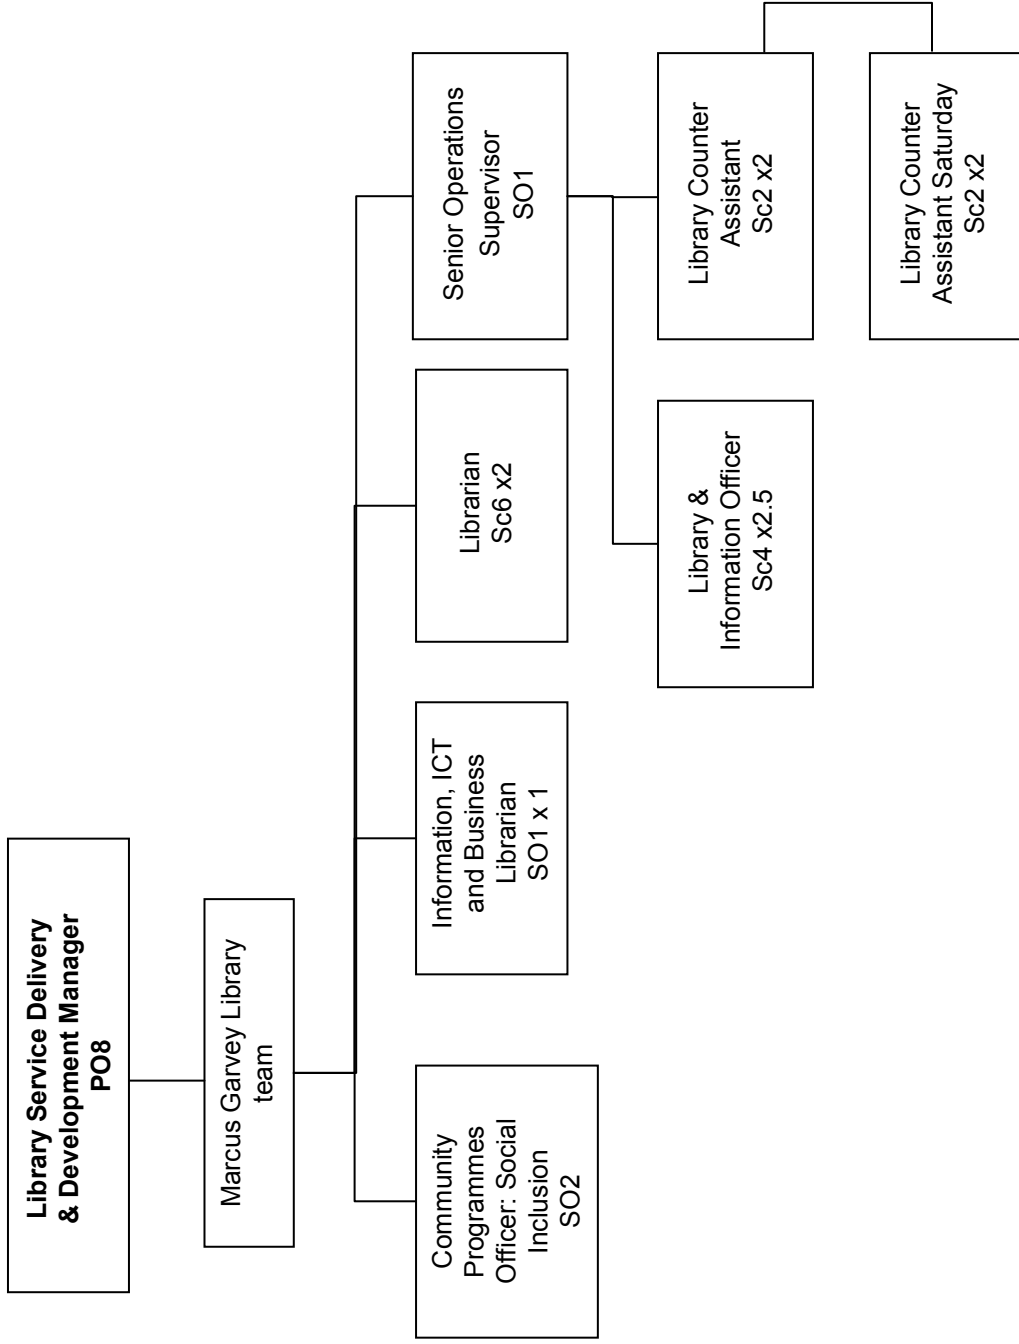 Library Service Delivery
& Development Manager
PO8
Marcus Garvey Library
team
Community
Programmes
Officer: Social
Inclusion
SO2
Information, ICT
and Business
Librarian
SO1 x 1
Librarian
Sc6 x2
Senior Operations
Supervisor
SO1
Library &
Information Officer
Sc4 x2.5
Library Counter
Assistant
Sc2 x2
Library Counter
Assistant Saturday
Sc2 x2